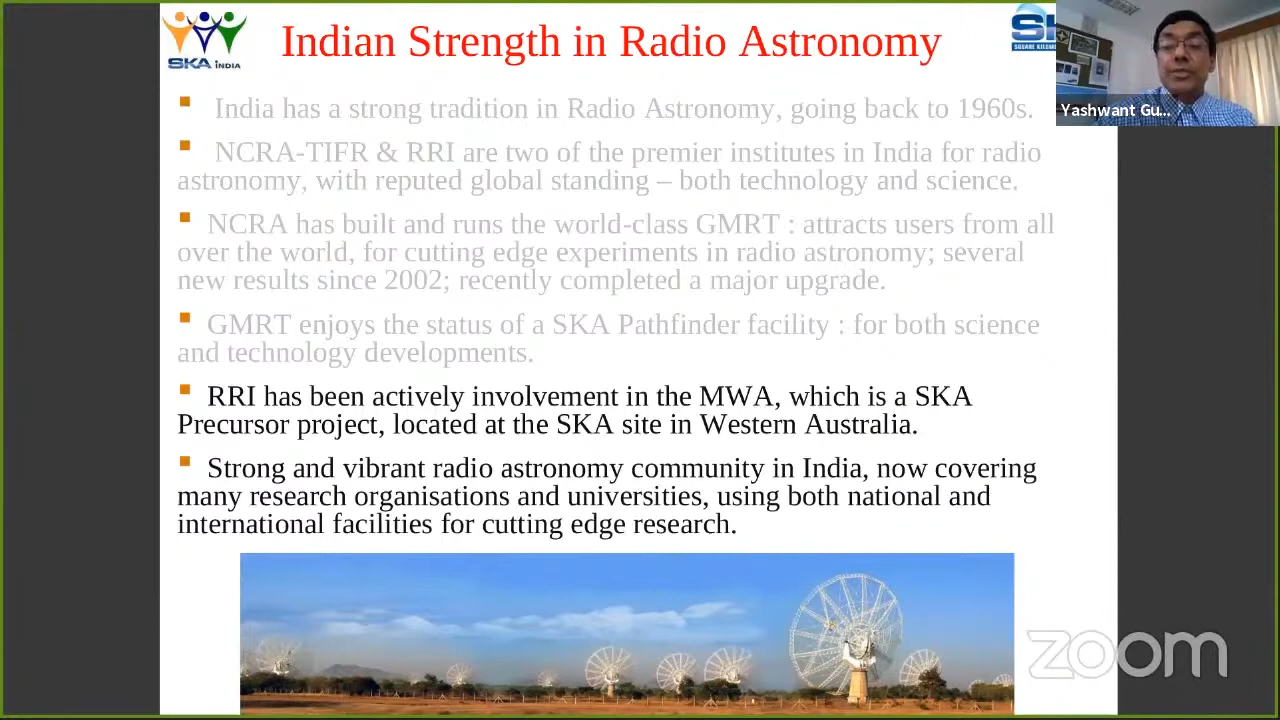 Indian Strength in Radio Astronomy
SKA INDIA
SQUARE KILOM
Yashwant Gu...
India has a strong tradition in Radio Astronomy, going back to 1960s.
NCRA-TIFR & RRI are two of the premier institutes in India for radio
astronomy, with reputed global standing – both technology and science.
NCRA has built and runs the world-class GMRT : attracts users from all
over the world, for cutting edge experiments in radio astronomy; several
new results since 2002; recently completed a major upgrade.
GMRT enjoys the status of a SKA Pathfinder facility : for both science
and technology developments.
RRI has been actively involvement in the MWA, which is a SKA
Precursor project, located at the SKA site in Western Australia.
Strong and vibrant radio astronomy community in India, now covering
many research organisations and universities, using both national and
international facilities for cutting edge research.
zoom